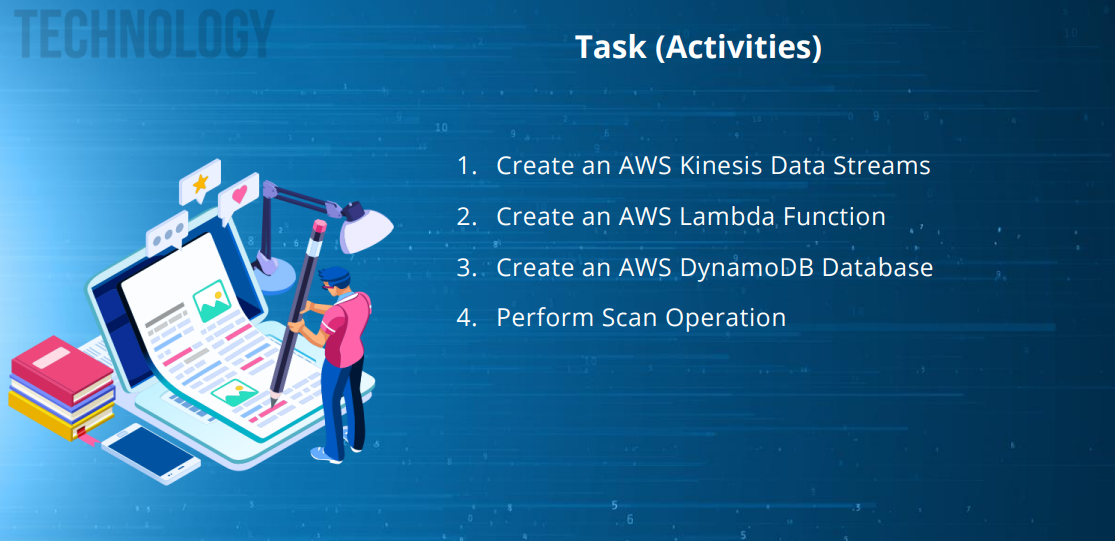 TECHNOLOGY
Task (Activities)
1. Create an AWS Kinesis Data Streams
2. Create an AWS Lambda Function
3. Create an AWS DynamoDB Database
4. Perform Scan Operation